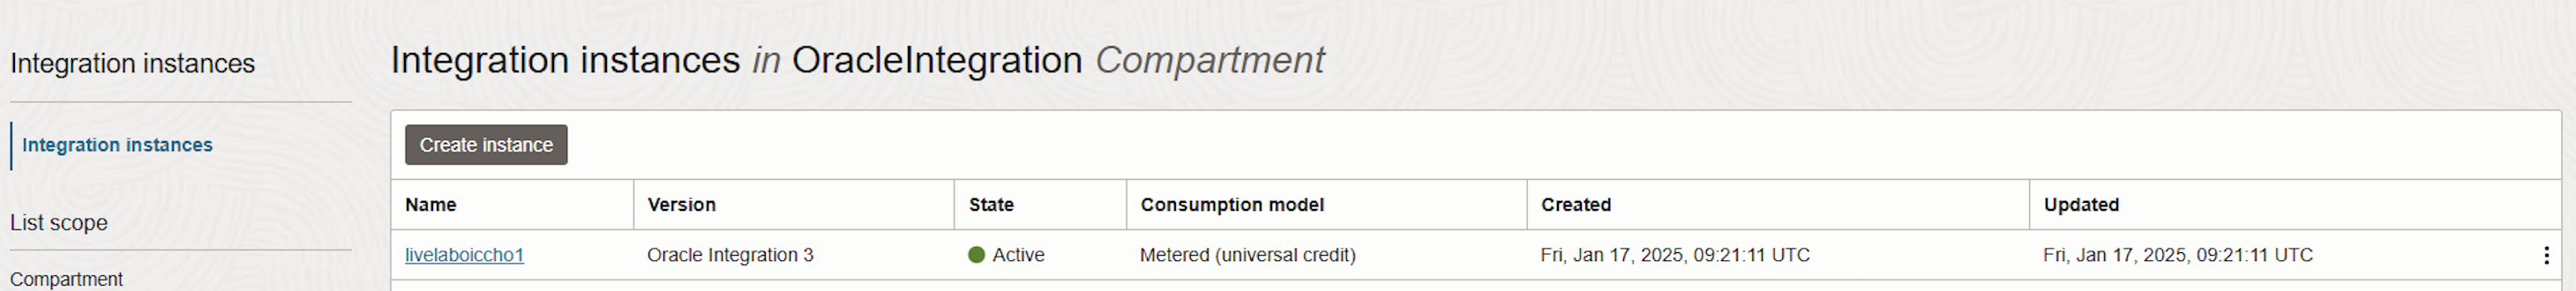 Integration instances
Integration instances
List scope
Compartment
Integration instances in OracleIntegration Compartment
Create instance
Name Version State Consumption model Created Updated
livelaboiccho1 Oracle Integration 3 Active Metered (universal credit) Fri, Jan 17, 2025, 09:21:11 UTC Fri, Jan 17, 2025, 09:21:11 UTC